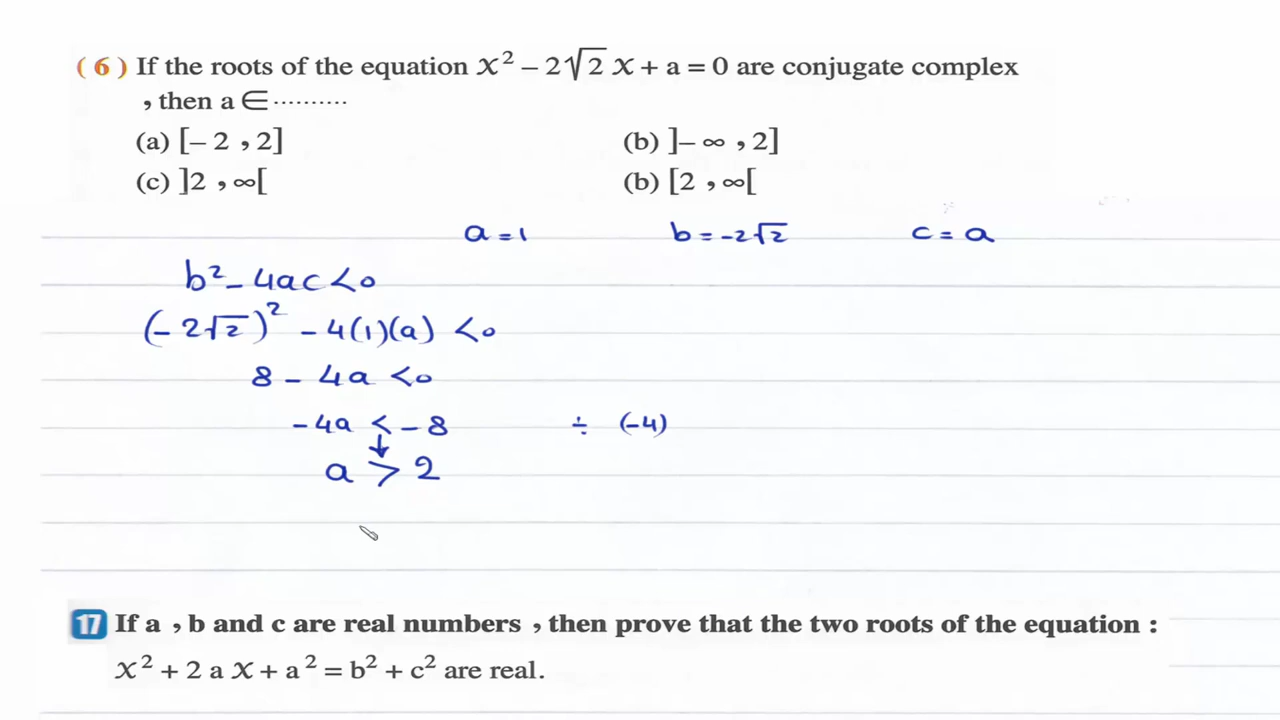 ( 6 ) If the roots of the equation x² – 2√2 x + a = 0 are conjugate complex
, then a ∈ ··········
(a) [– 2 , 2]
(b) ]– ∞ , 2]
(c) ]2 , ∞[
(b) [2 , ∞[
a = 1 b = -2√2 c = a
b² - 4ac < 0
(- 2√2)² - 4(1)(a) < 0
8 - 4a < 0
-4a < -8 ÷ (-4)
a > 2
17 If a , b and c are real numbers , then prove that the two roots of the equation :
x² + 2 a x + a² = b² + c² are real.